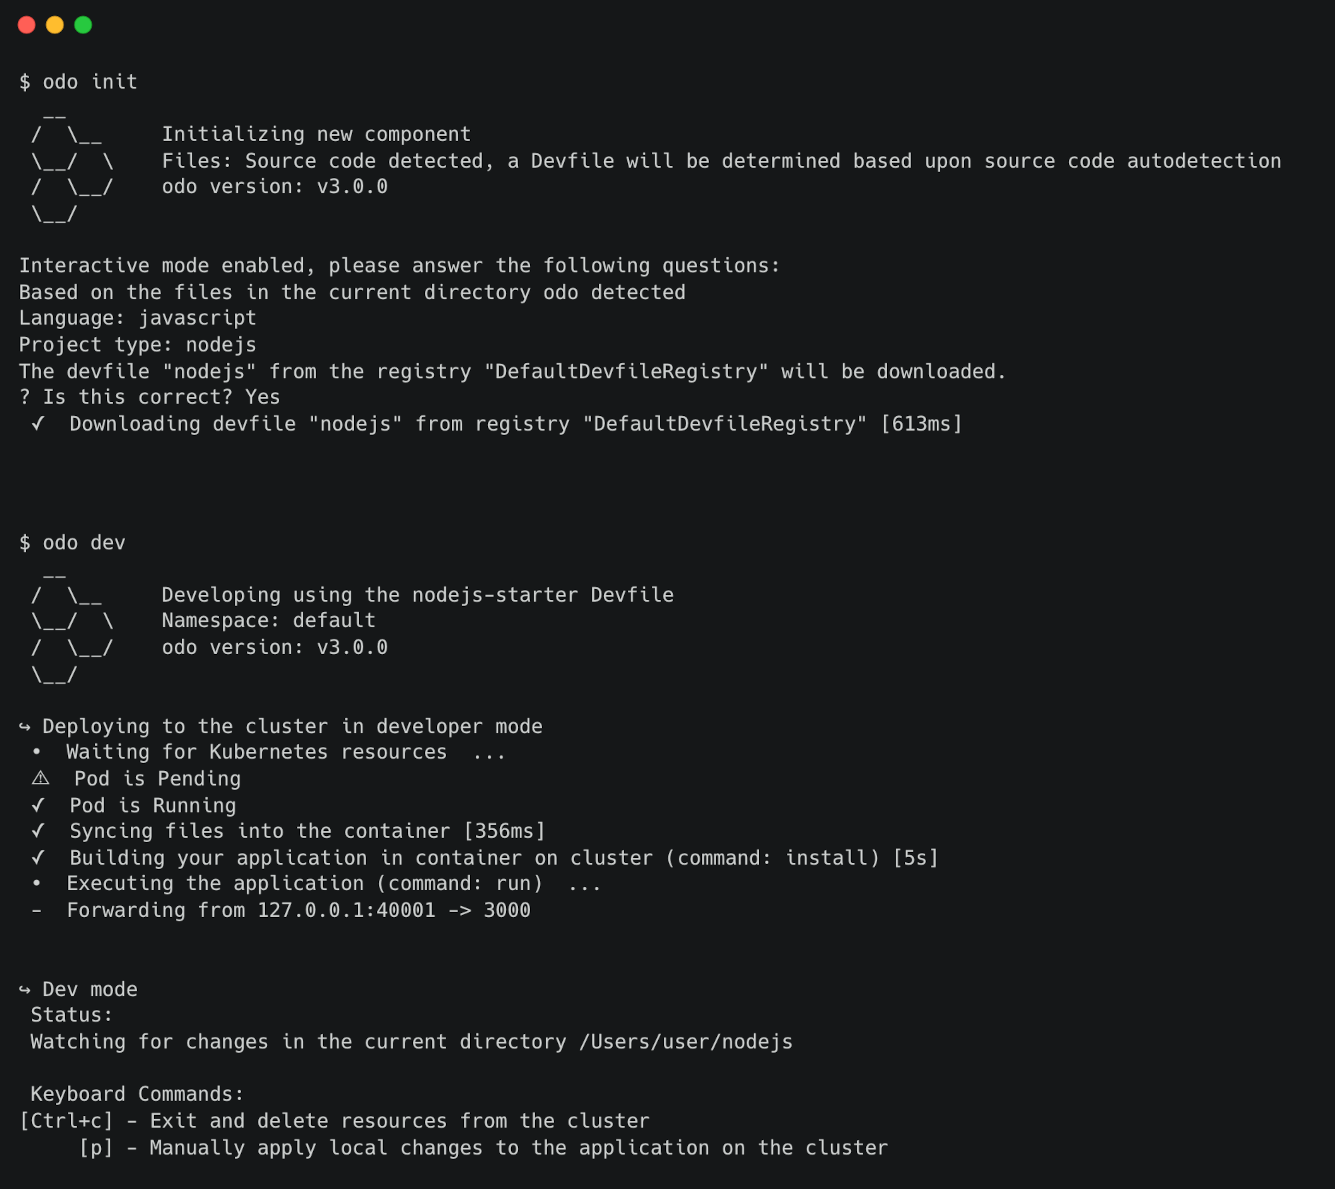 $ odo init
  __
 /  \__     Initializing new component
 \__/  \    Files: Source code detected, a Devfile will be determined based upon source code autodetection
 /  \__/    odo version: v3.0.0
 \__/
Interactive mode enabled, please answer the following questions:
Based on the files in the current directory odo detected
Language: javascript
Project type: nodejs
The devfile "nodejs" from the registry "DefaultDevfileRegistry" will be downloaded.
? Is this correct? Yes
 ✓  Downloading devfile "nodejs" from registry "DefaultDevfileRegistry" [613ms]
$ odo dev
  __
 /  \__     Developing using the nodejs-starter Devfile
 \__/  \    Namespace: default
 /  \__/    odo version: v3.0.0
 \__/
↪ Deploying to the cluster in developer mode
 •  Waiting for Kubernetes resources  ...
 ⚠  Pod is Pending
 ✓  Pod is Running
 ✓  Syncing files into the container [356ms]
 ✓  Building your application in container on cluster (command: install) [5s]
 •  Executing the application (command: run)  ...
 -  Forwarding from 127.0.0.1:40001 -> 3000
↪ Dev mode
 Status:
 Watching for changes in the current directory /Users/user/nodejs
 Keyboard Commands:
[Ctrl+c] - Exit and delete resources from the cluster
     [p] - Manually apply local changes to the application on the cluster